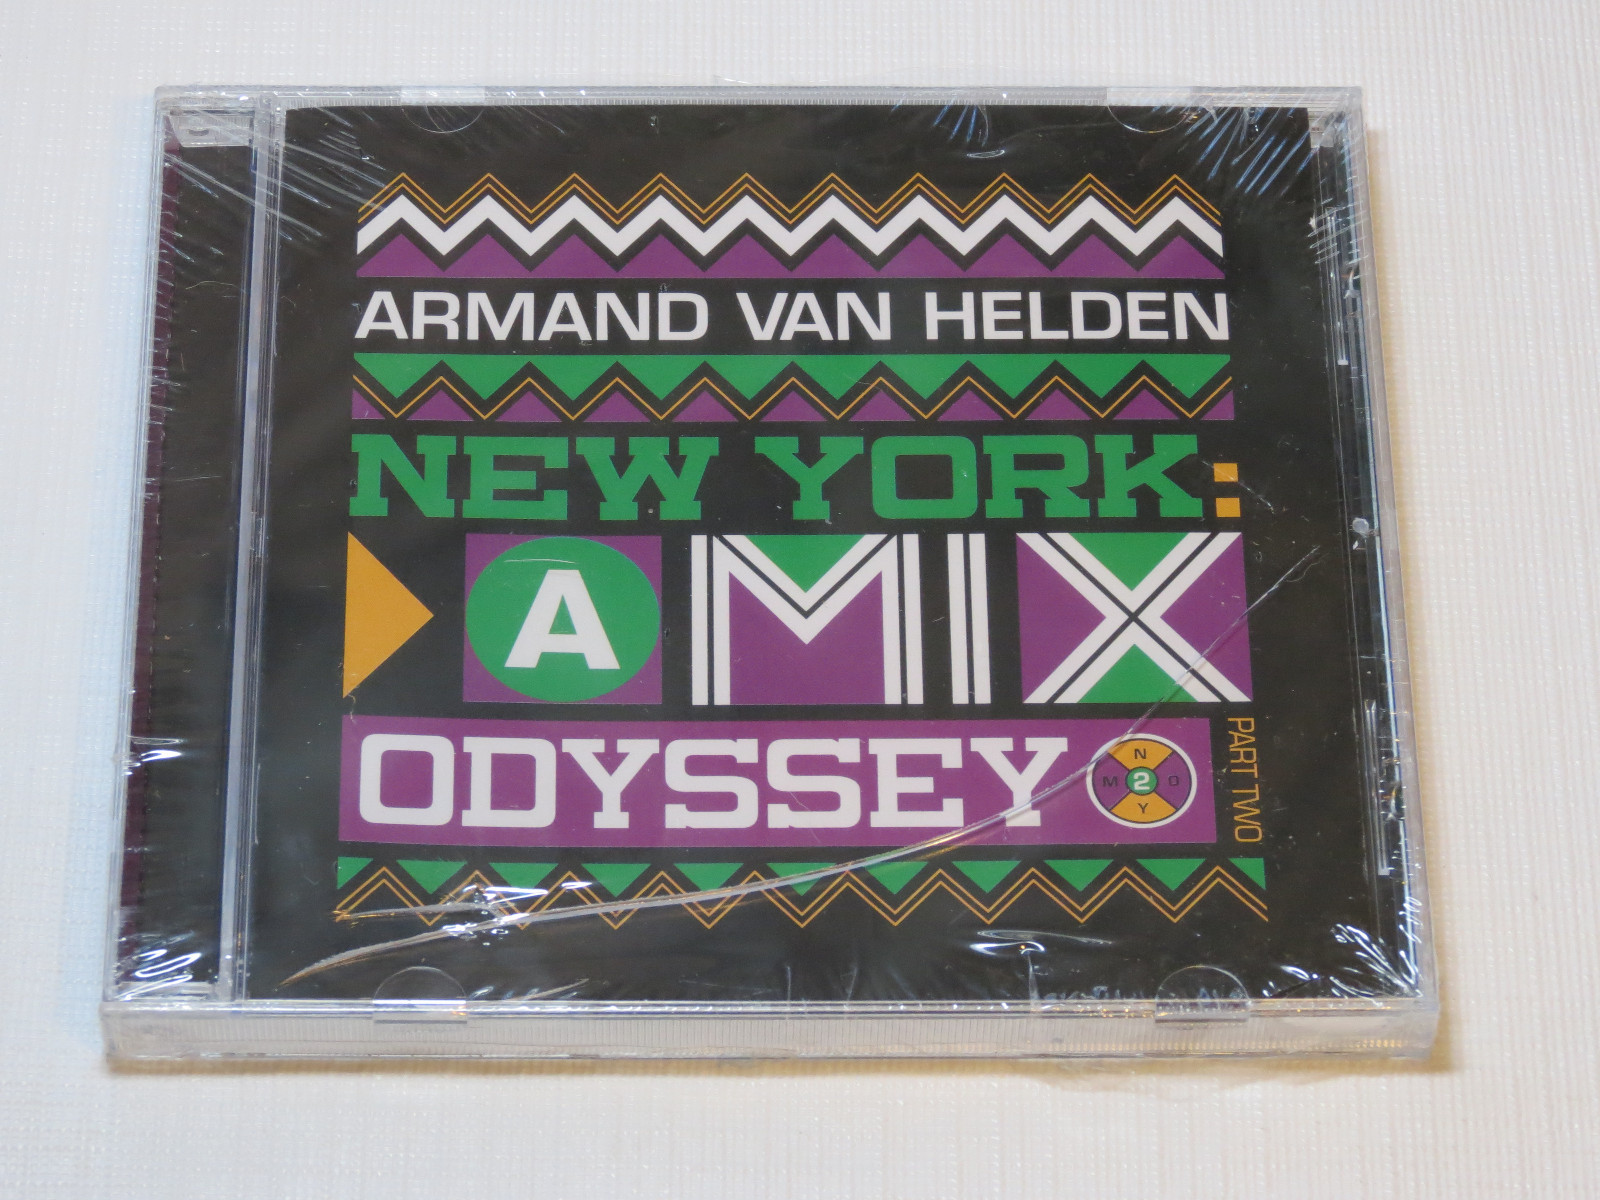 ARMAND VAN HELDEN
NEW YORK:
A MIX
ODYSSEY
PART TWO
N
M 2 O
Y